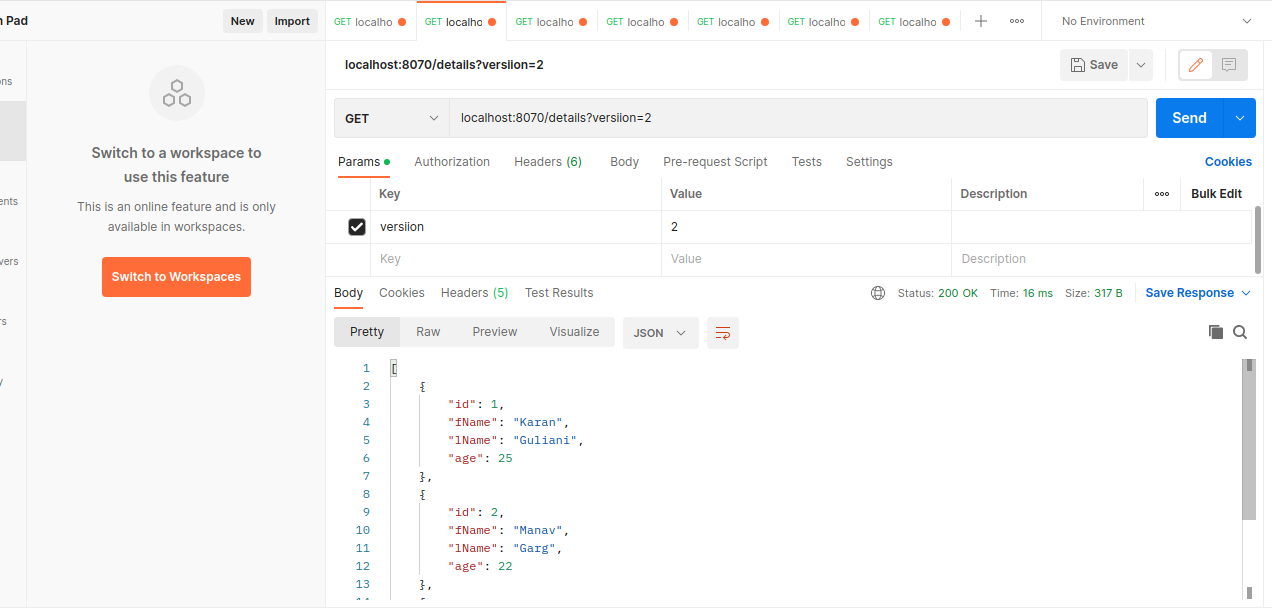 n Pad
New
Import
GET localho
GET localho
GET localho
GET localho
GET localho
GET localho
GET localho
No Environment
ons
ents
vers
rs
y
Switch to a workspace to
use this feature
This is an online feature and is only
available in workspaces.
Switch to Workspaces
localhost:8070/details?versiion=2
Save
GET
localhost:8070/details?versiion=2
Send
Params
Authorization
Headers (6)
Body
Pre-request Script
Tests
Settings
Cookies
Key
Value
Description
Bulk Edit
versiion
2
Key
Value
Description
Body
Cookies
Headers (5)
Test Results
Status: 200 OK
Time: 16 ms
Size: 317 B
Save Response
Pretty
Raw
Preview
Visualize
JSON
1 [
2 {
3 "id": 1,
4 "fName": "Karan",
5 "lName": "Guliani",
6 "age": 25
7 },
8 {
9 "id": 2,
10 "fName": "Manav",
11 "lName": "Garg",
12 "age": 22
13 },